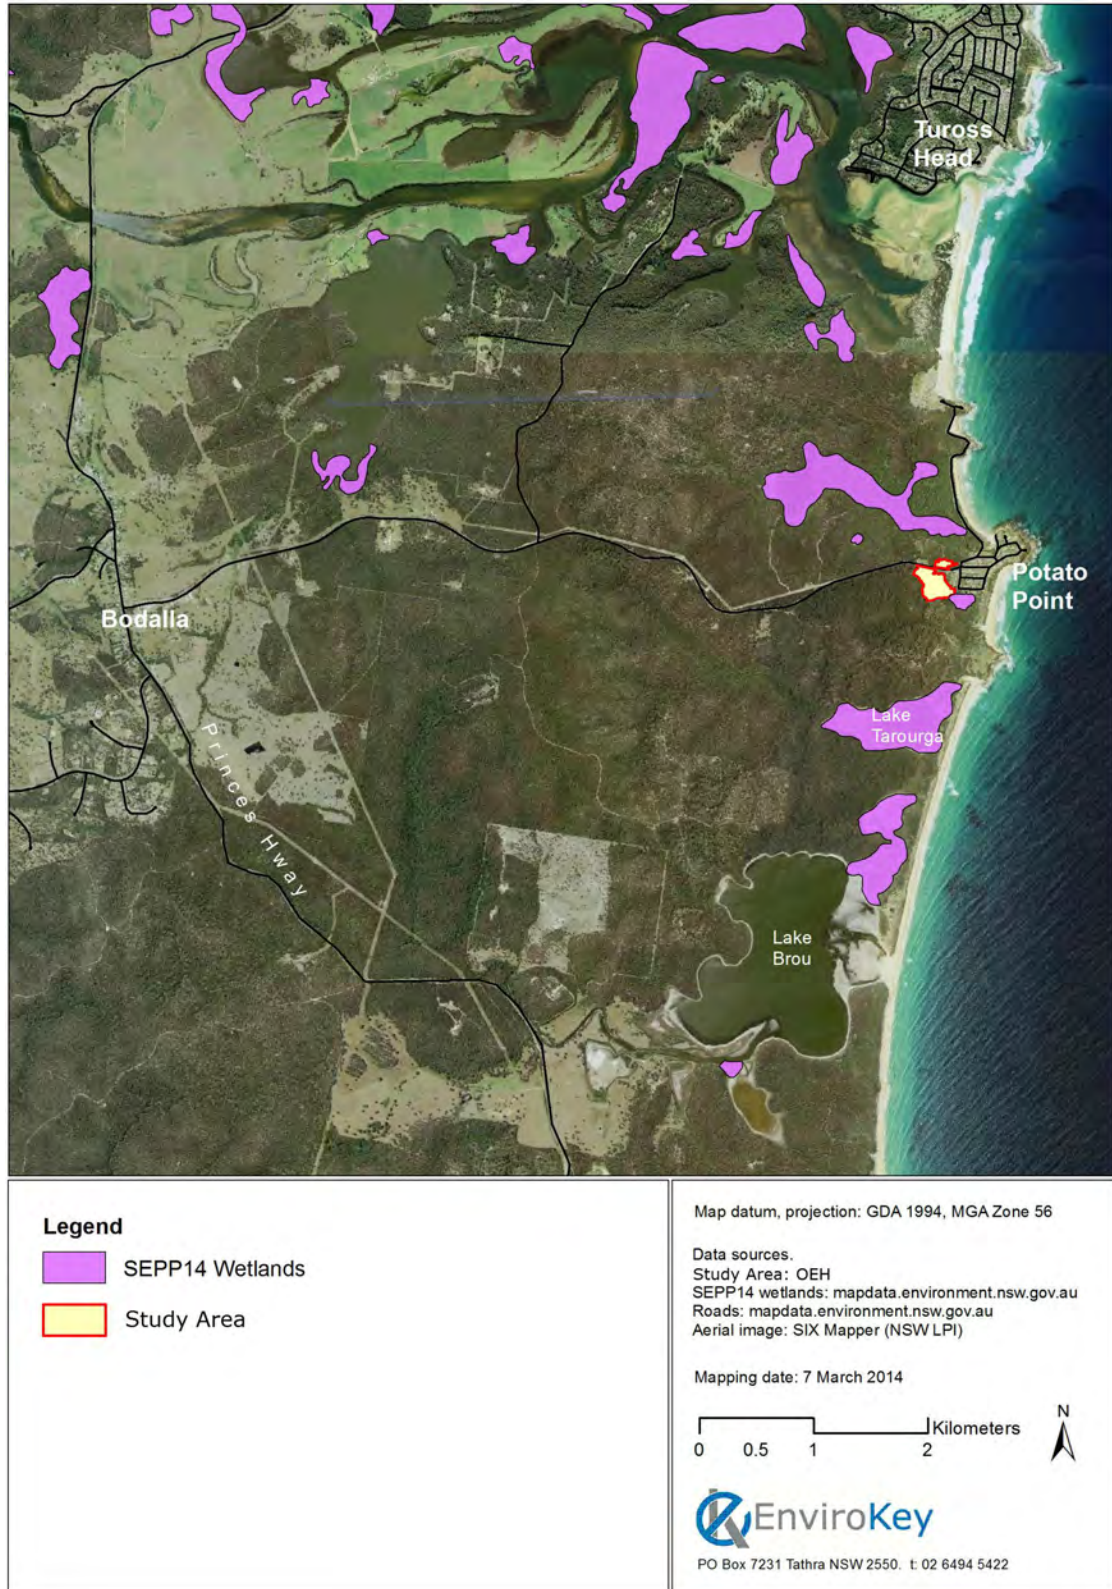 Tuross
Head
Potato
Point
Bodalla
Princes Hway
Lake
Tarourga
Lake
Brou
Legend
SEPP14 Wetlands
Study Area
Map datum, projection: GDA 1994, MGA Zone 56
Data sources.
Study Area: OEH
SEPP14 wetlands: mapdata.environment.nsw.gov.au
Roads: mapdata.environment.nsw.gov.au
Aerial image: SIX Mapper (NSW LPI)
Mapping date: 7 March 2014
Kilometers
0 0.5 1 2
N
EnviroKey
PO Box 7231 Tathra NSW 2550. t: 02 6494 5422